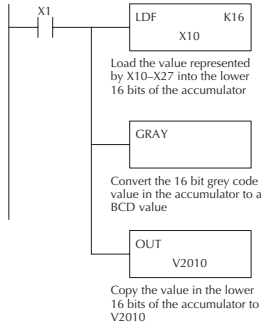 X1
LDF K16
X10
Load the value represented
by X10–X27 into the lower
16 bits of the accumulator
GRAY
Convert the 16 bit grey code
value in the accumulator to a
BCD value
OUT
V2010
Copy the value in the lower
16 bits of the accumulator to
V2010